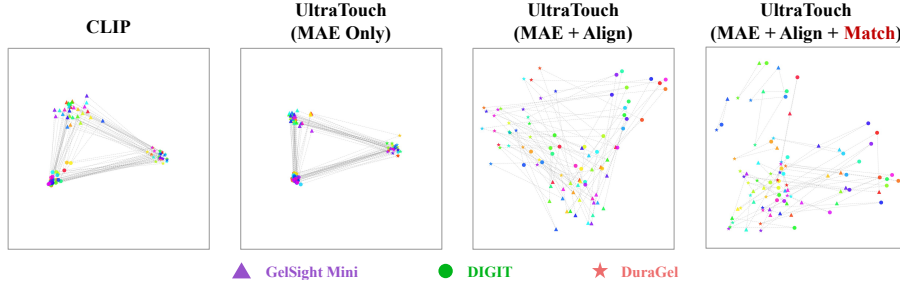 CLIP
UltraTouch
(MAE Only)
UltraTouch
(MAE + Align)
UltraTouch
(MAE + Align + Match)
GelSight Mini
DIGIT
DuraGel